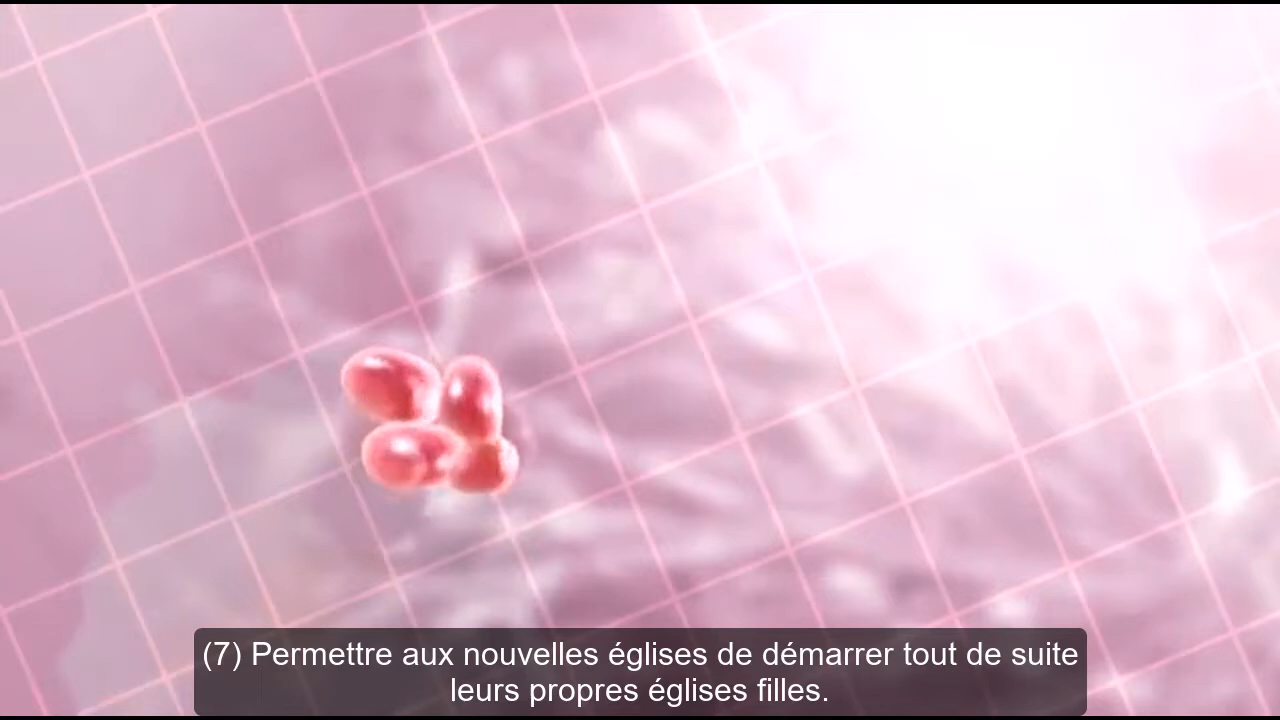 (7) Permettre aux nouvelles églises de démarrer tout de suite
leurs propres églises filles.